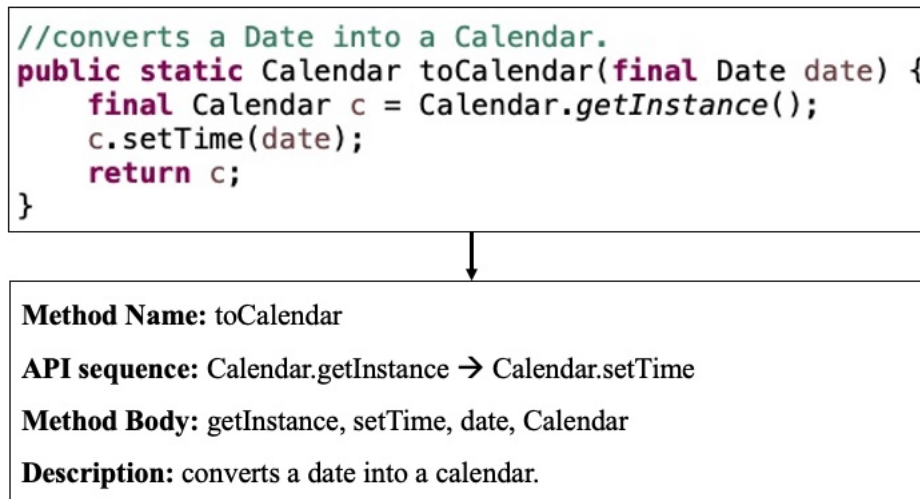 //converts a Date into a Calendar.
public static Calendar toCalendar(final Date date) {
    final Calendar c = Calendar.getInstance();
    c.setTime(date);
    return c;
}
Method Name: toCalendar
API sequence: Calendar.getInstance → Calendar.setTime
Method Body: getInstance, setTime, date, Calendar
Description: converts a date into a calendar.